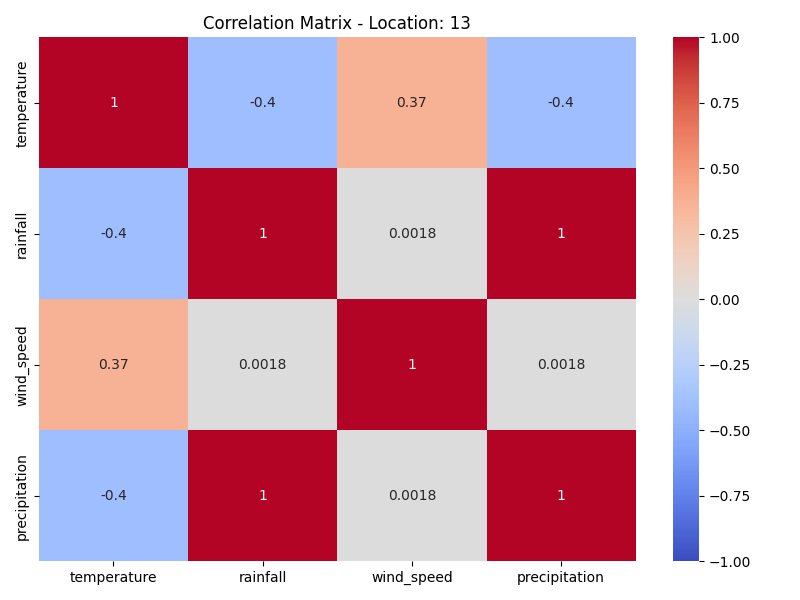 Correlation Matrix - Location: 13
temperature
1
-0.4
0.37
-0.4
rainfall
-0.4
1
0.0018
1
wind_speed
0.37
0.0018
1
0.0018
precipitation
-0.4
1
0.0018
1
temperature
rainfall
wind_speed
precipitation
1.00
0.75
0.50
0.25
0.00
−0.25
−0.50
−0.75
−1.00